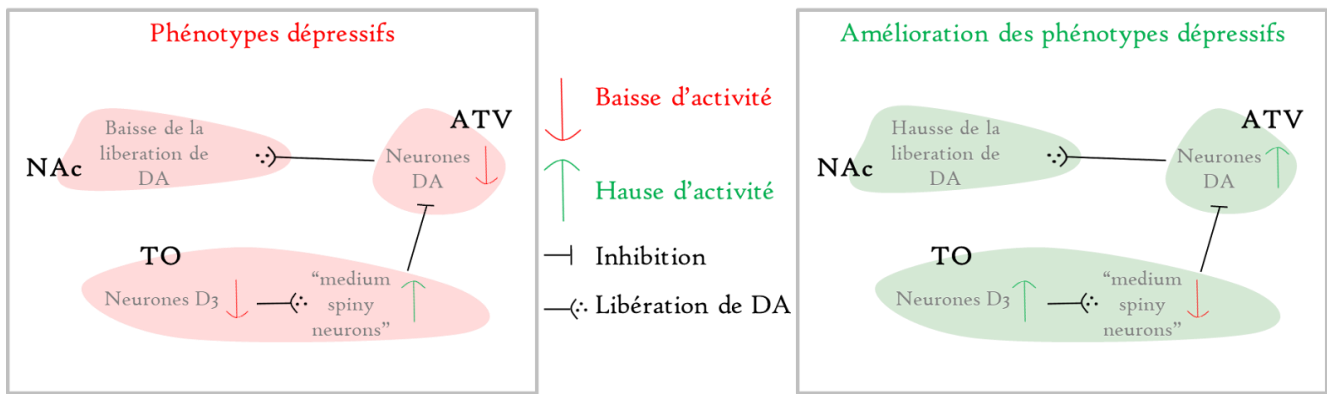 Phénotypes dépressifs
ATV
Baisse de la
liberation de
DA
NAc
Neurones
DA
TO
Neurones D3
"medium
spiny
neurons"
Baisse d'activité
Hause d'activité
Inhibition
Libération de DA
Amélioration des phénotypes dépressifs
ATV
Hausse de la
liberation de
DA
NAc
Neurones
DA
TO
Neurones D3
"medium
spiny
neurons"